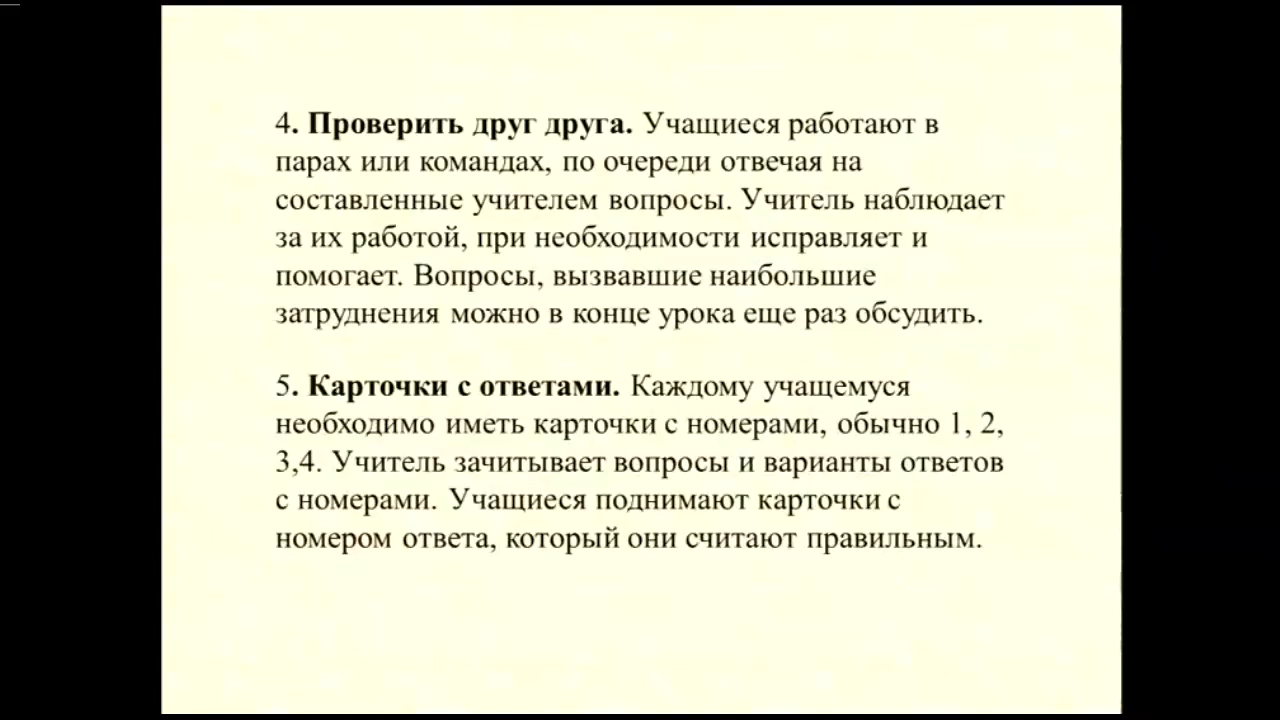 4. Проверить друг друга. Учащиеся работают в
парах или командах, по очереди отвечая на
составленные учителем вопросы. Учитель наблюдает
за их работой, при необходимости исправляет и
помогает. Вопросы, вызвавшие наибольшие
затруднения можно в конце урока еще раз обсудить.
5. Карточки с ответами. Каждому учащемуся
необходимо иметь карточки с номерами, обычно 1, 2,
3,4. Учитель зачитывает вопросы и варианты ответов
с номерами. Учащиеся поднимают карточки с
номером ответа, который они считают правильным.